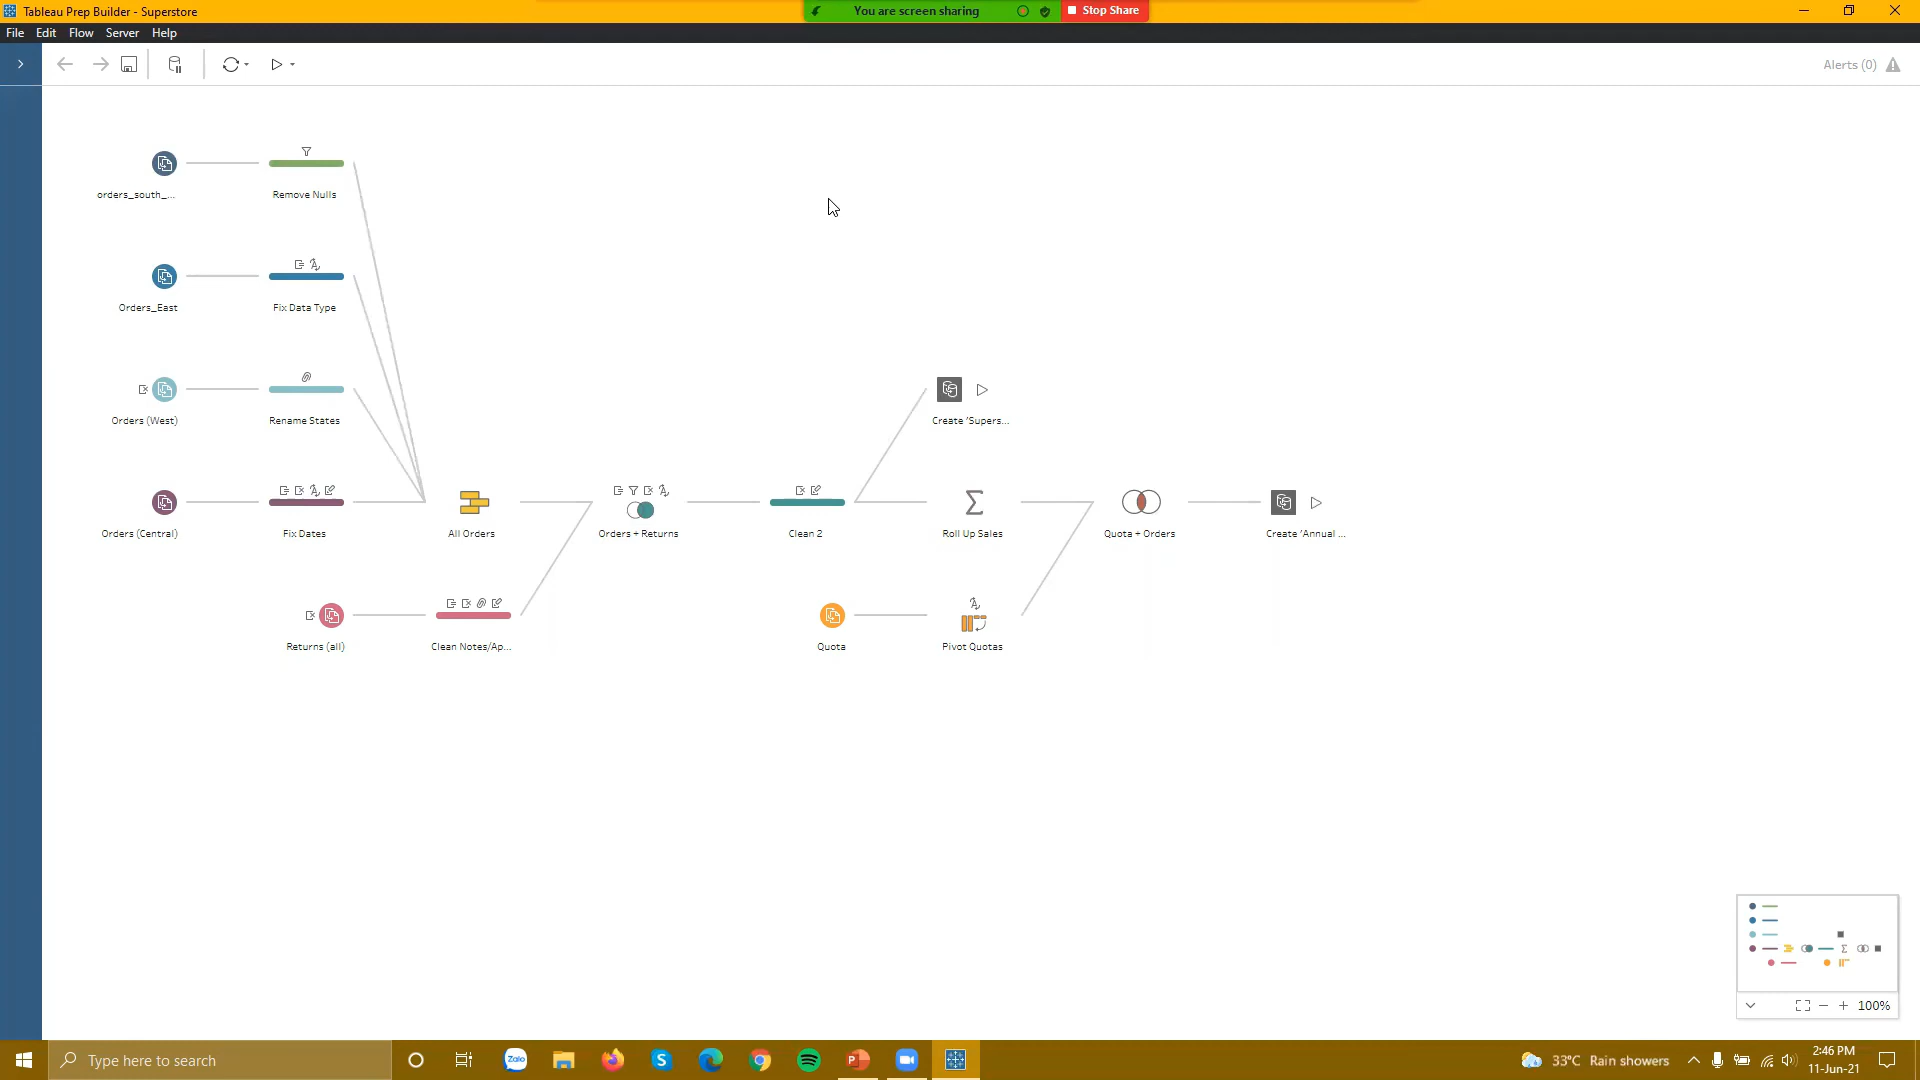 Tableau Prep Builder - Superstore
You are screen sharing
Stop Share
File Edit Flow Server Help
Alerts (0)
orders_south_...
Remove Nulls
Orders_East
Fix Data Type
Orders (West)
Rename States
Create 'Supers...
Orders (Central)
Fix Dates
All Orders
Orders + Returns
Clean 2
Roll Up Sales
Quota + Orders
Create 'Annual ...
Returns (all)
Clean Notes/Ap...
Quota
Pivot Quotas
100%
Type here to search
Zalo
33°C Rain showers
2:46 PM
11-Jun-21